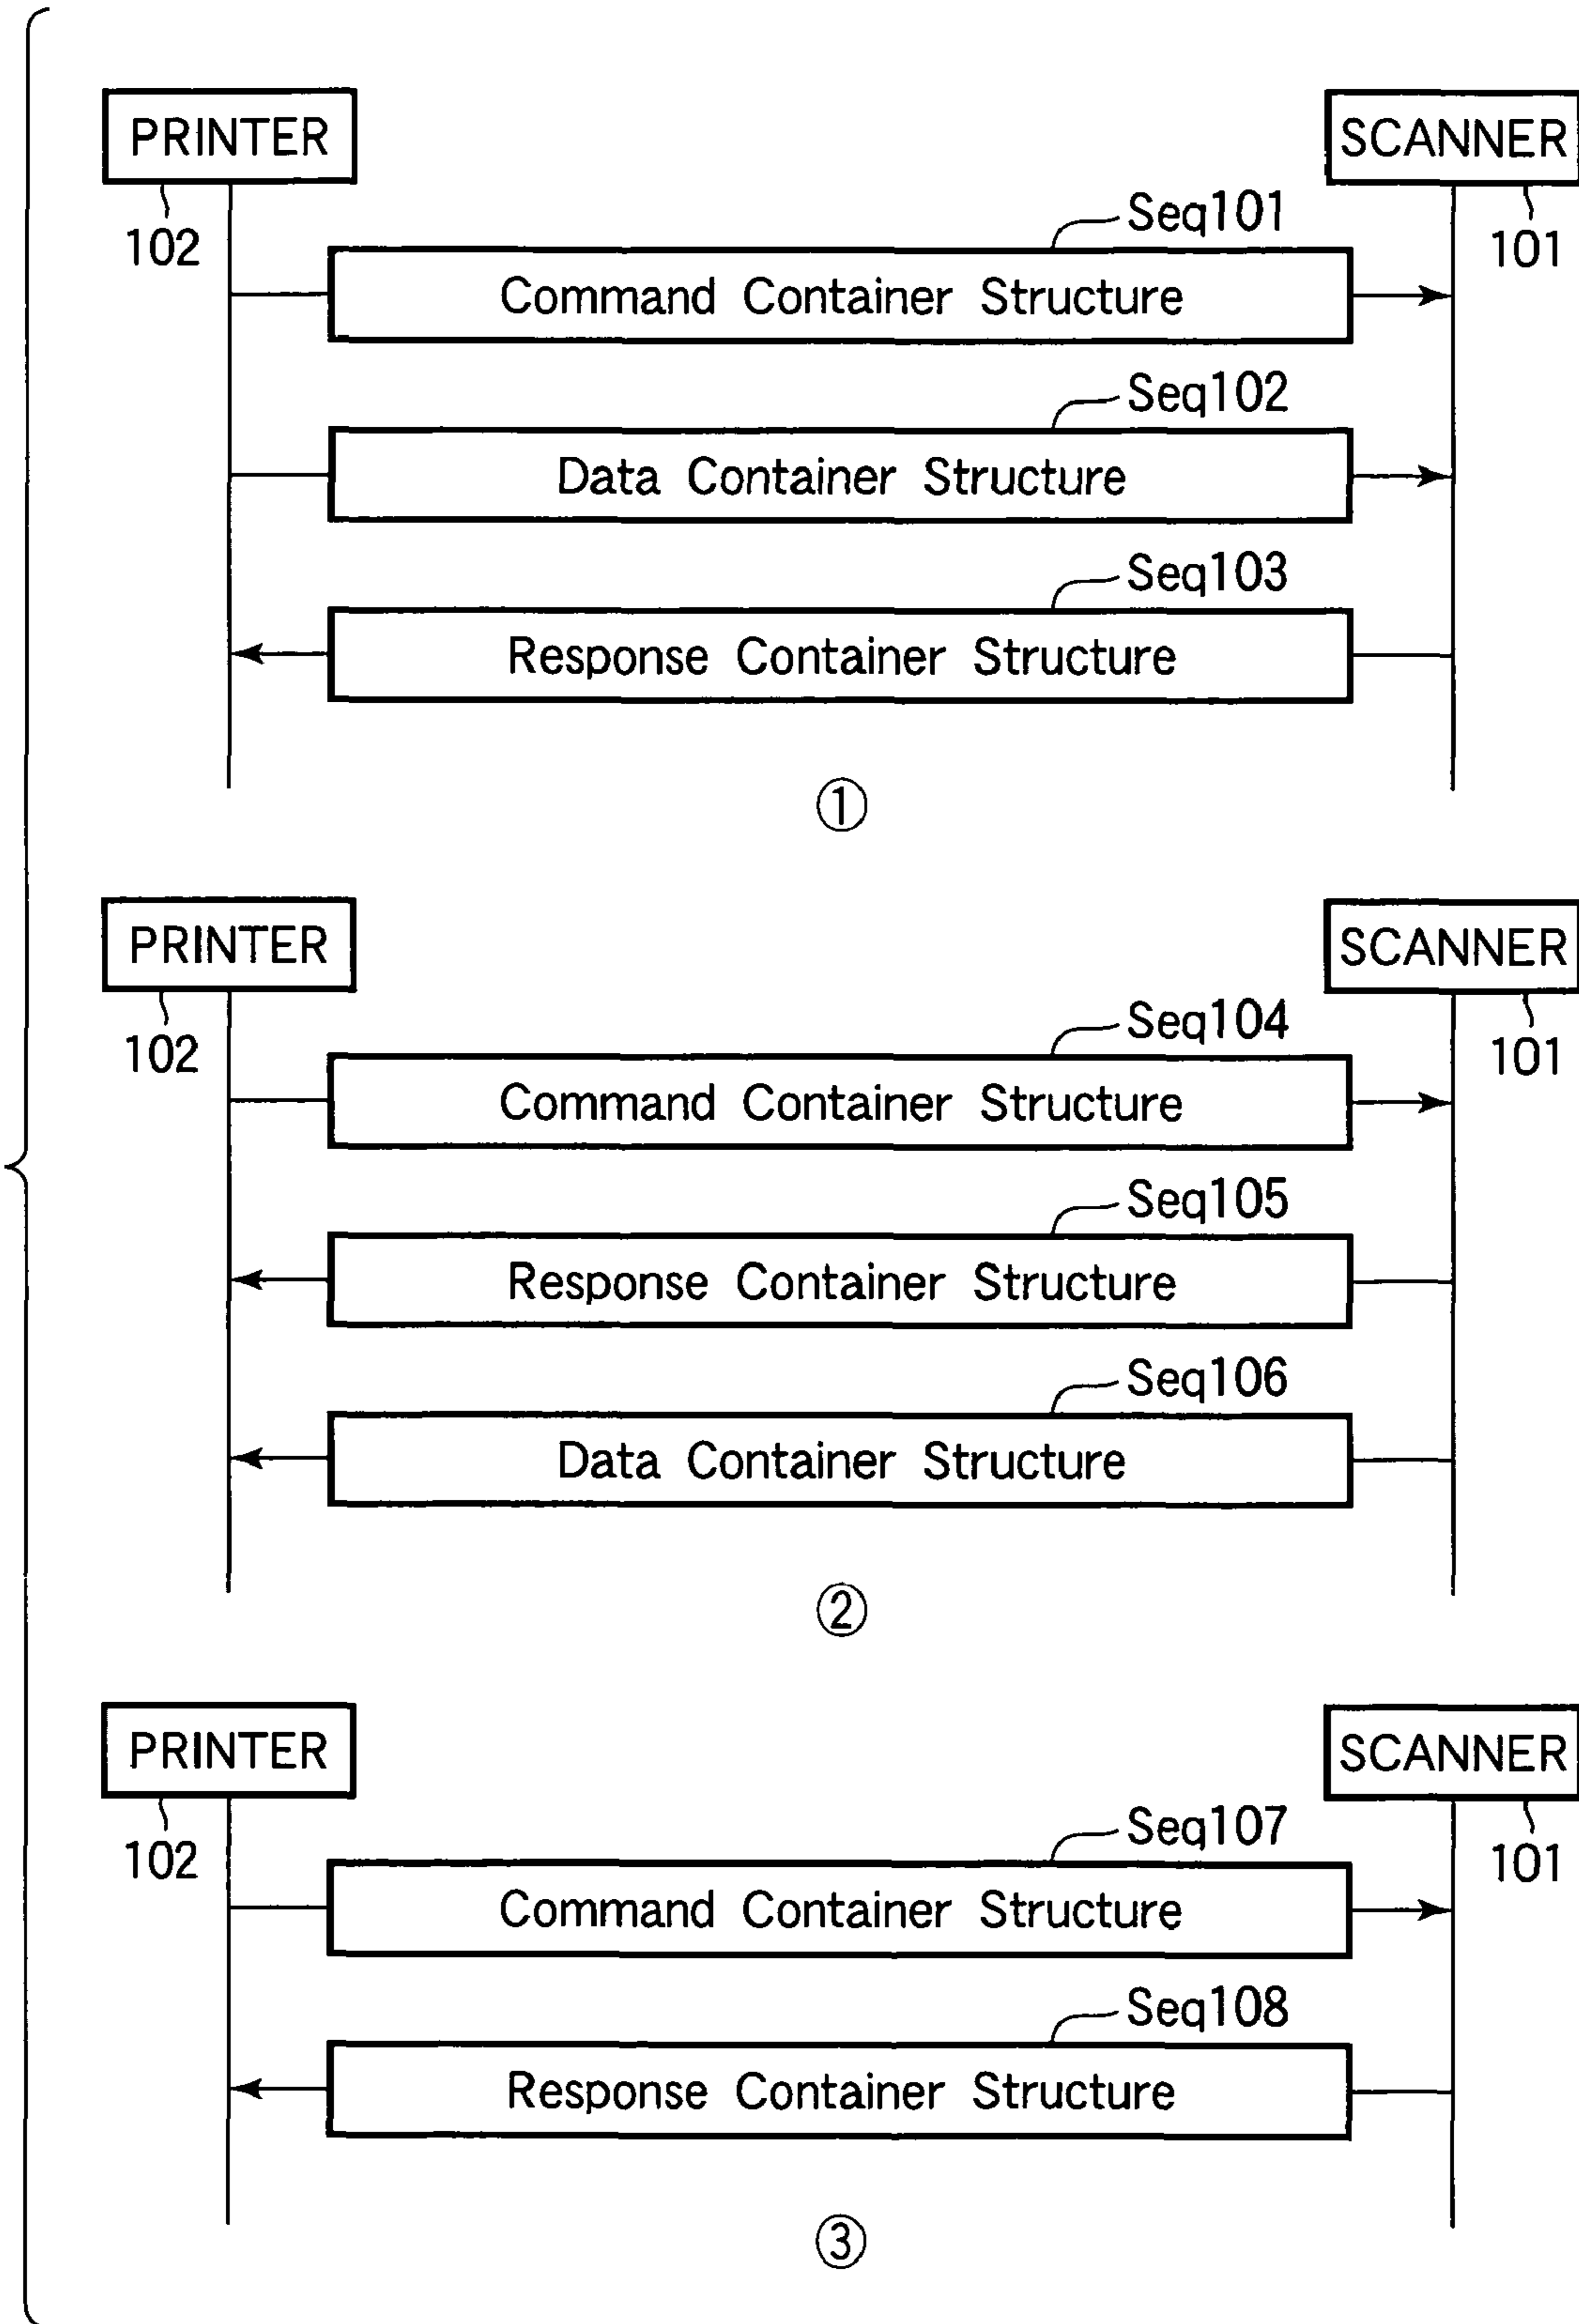 PRINTER
SCANNER
102
101
Seq101
Command Container Structure
Seq102
Data Container Structure
Seq103
Response Container Structure
①
PRINTER
SCANNER
102
101
Seq104
Command Container Structure
Seq105
Response Container Structure
Seq106
Data Container Structure
②
PRINTER
SCANNER
102
101
Seq107
Command Container Structure
Seq108
Response Container Structure
③